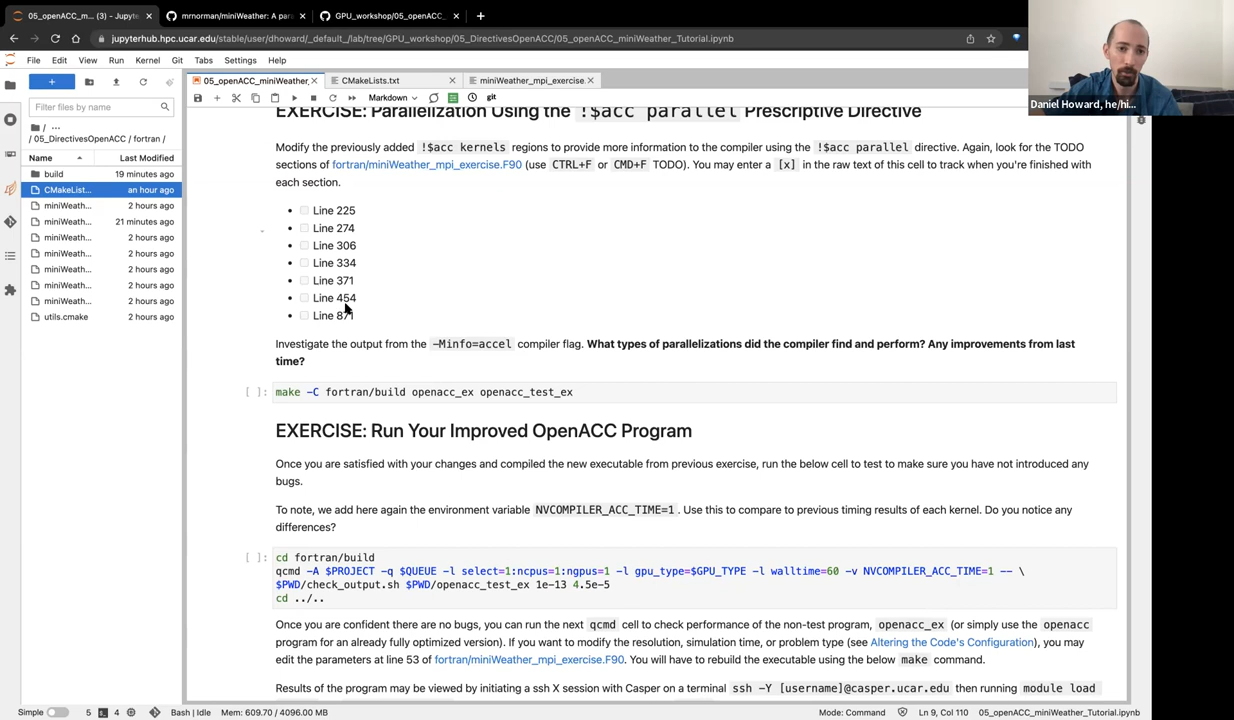 05_openACC_m... (3) - Jupyter
mrnorman/miniWeather: A para
GPU_workshop/05_openACC_
jupyterhub.hpc.ucar.edu/stable/user/dhoward/_default_/lab/tree/GPU_workshop/05_DirectivesOpenACC/05_openACC_miniWeather_Tutorial.ipynb
File Edit View Run Kernel Git Tabs Settings Help
05_openACC_miniWeather_
CMakeLists.txt
miniWeather_mpi_exercise.
Markdown
git
Daniel Howard, he/hi...
Filter files by name
/ ...
/ 05_DirectivesOpenACC / fortran /
Name Last Modified
build 19 minutes ago
CMakeList... an hour ago
miniWeath... 2 hours ago
miniWeath... 21 minutes ago
miniWeath... 2 hours ago
miniWeath... 2 hours ago
miniWeath... 2 hours ago
miniWeath... 2 hours ago
miniWeath... 2 hours ago
utils.cmake 2 hours ago
EXERCISE: Parallelization Using the !$acc parallel Prescriptive Directive
Modify the previously added !$acc kernels regions to provide more information to the compiler using the !$acc parallel directive. Again, look for the TODO
sections of fortran/miniWeather_mpi_exercise.F90 (use CTRL+F or CMD+F TODO). You may enter a [x] in the raw text of this cell to track when you're finished with
each section.
Line 225
Line 274
Line 306
Line 334
Line 371
Line 454
Line 871
Investigate the output from the -Minfo=accel compiler flag. What types of parallelizations did the compiler find and perform? Any improvements from last
time?
[ ]: make -C fortran/build openacc_ex openacc_test_ex
EXERCISE: Run Your Improved OpenACC Program
Once you are satisfied with your changes and compiled the new executable from previous exercise, run the below cell to test to make sure you have not introduced any
bugs.
To note, we add here again the environment variable NVCOMPILER_ACC_TIME=1. Use this to compare to previous timing results of each kernel. Do you notice any
differences?
[ ]: cd fortran/build
qcmd -A $PROJECT -q $QUEUE -l select=1:ncpus=1:ngpus=1 -l gpu_type=$GPU_TYPE -l walltime=60 -v NVCOMPILER_ACC_TIME=1 -- \
$PWD/check_output.sh $PWD/openacc_test_ex 1e-13 4.5e-5
cd ../..
Once you are confident there are no bugs, you can run the next qcmd cell to check performance of the non-test program, openacc_ex (or simply use the openacc
program for an already fully optimized version). If you want to modify the resolution, simulation time, or problem type (see Altering the Code's Configuration), you may
edit the parameters at line 53 of fortran/miniWeather_mpi_exercise.F90. You will have to rebuild the executable using the below make command.
Results of the program may be viewed by initiating a ssh X session with Casper on a terminal ssh -Y [username]@casper.ucar.edu then running module load
Simple 5 4 Bash | Idle Mem: 609.70 / 4096.00 MB Mode: Command Ln 9, Col 110 05_openACC_miniWeather_Tutorial.ipynb